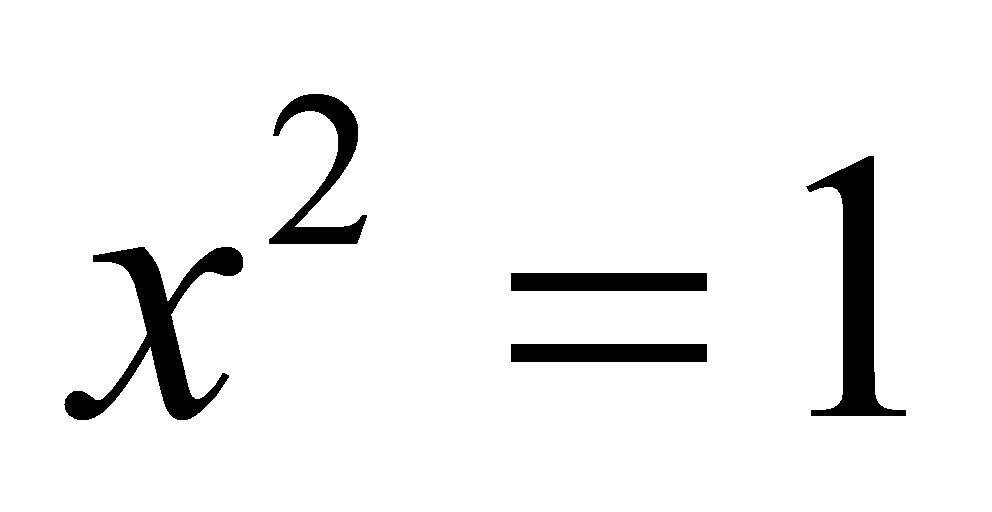 x² = 1